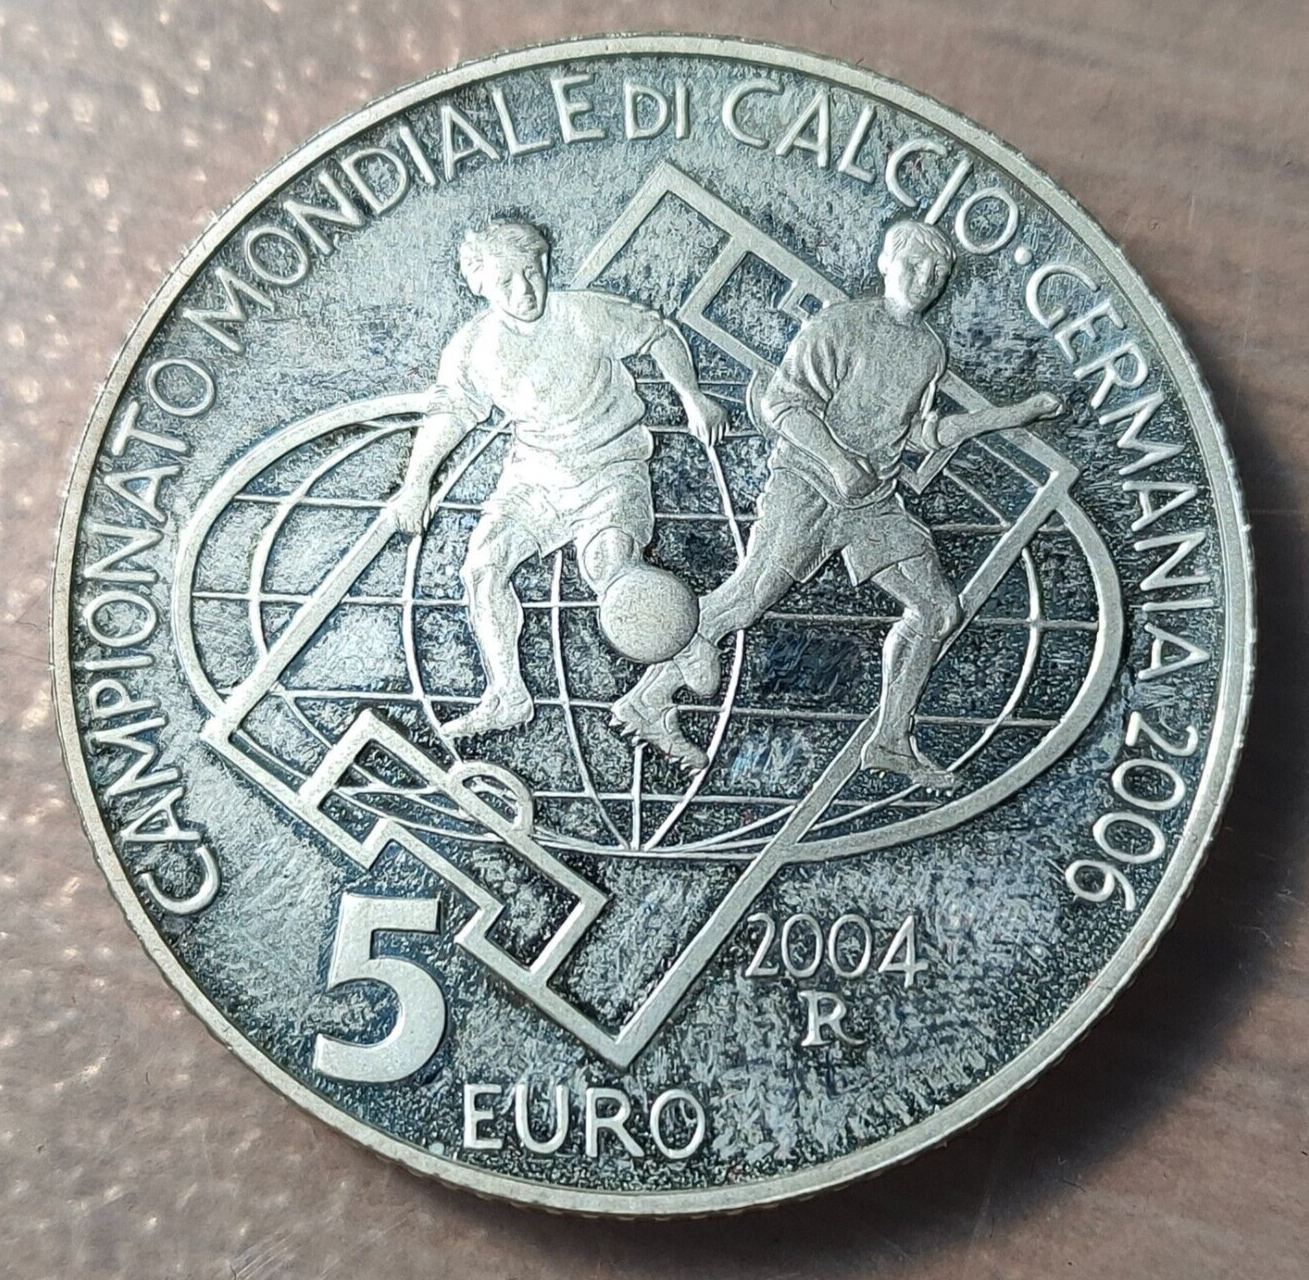 CAMPIONATO MONDIALE DI CALCIO · GERMANIA 2006
2004
R
5
EURO